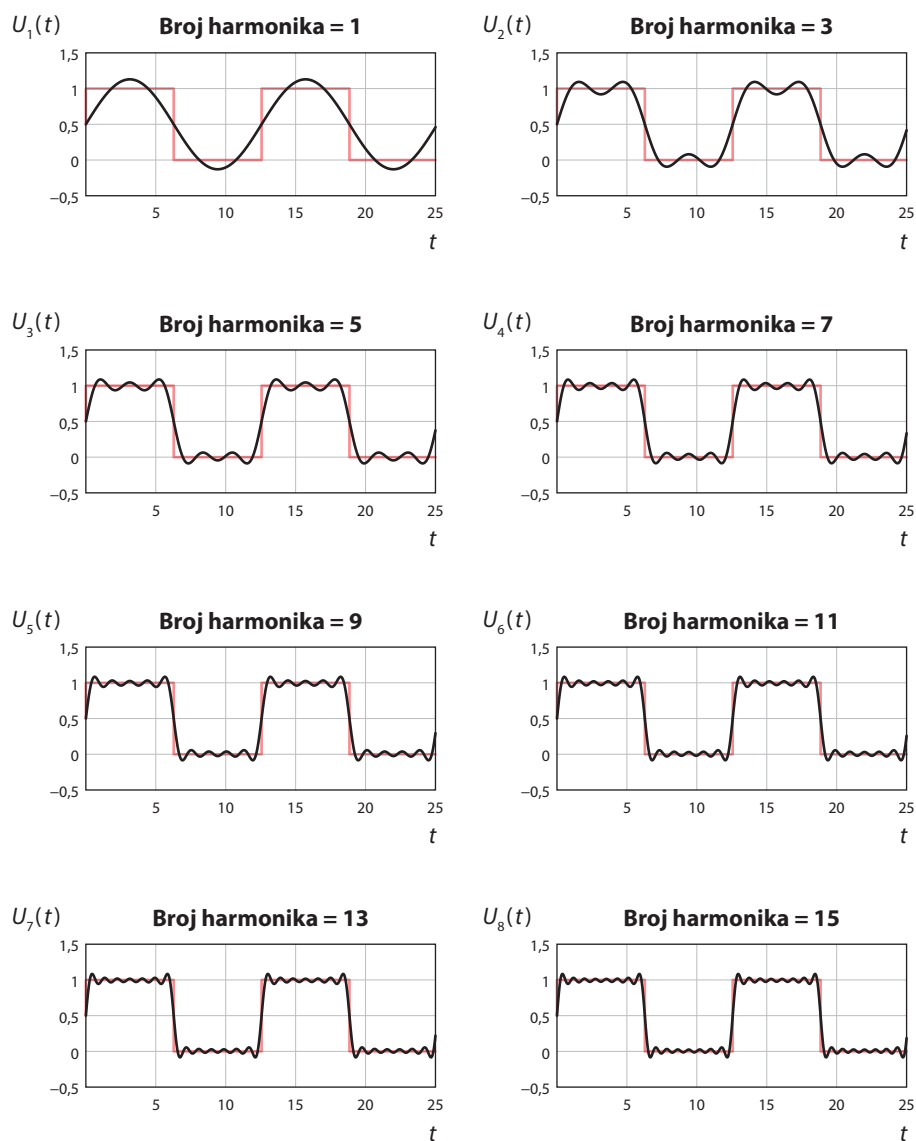 U1(t) Broj harmonika = 1
1,5
1
0,5
0
−0,5
5 10 15 20 25
t
U2(t) Broj harmonika = 3
1,5
1
0,5
0
−0,5
5 10 15 20 25
t
U3(t) Broj harmonika = 5
1,5
1
0,5
0
−0,5
5 10 15 20 25
t
U4(t) Broj harmonika = 7
1,5
1
0,5
0
−0,5
5 10 15 20 25
t
U5(t) Broj harmonika = 9
1,5
1
0,5
0
−0,5
5 10 15 20 25
t
U6(t) Broj harmonika = 11
1,5
1
0,5
0
−0,5
5 10 15 20 25
t
U7(t) Broj harmonika = 13
1,5
1
0,5
0
−0,5
5 10 15 20 25
t
U8(t) Broj harmonika = 15
1,5
1
0,5
0
−0,5
5 10 15 20 25
t